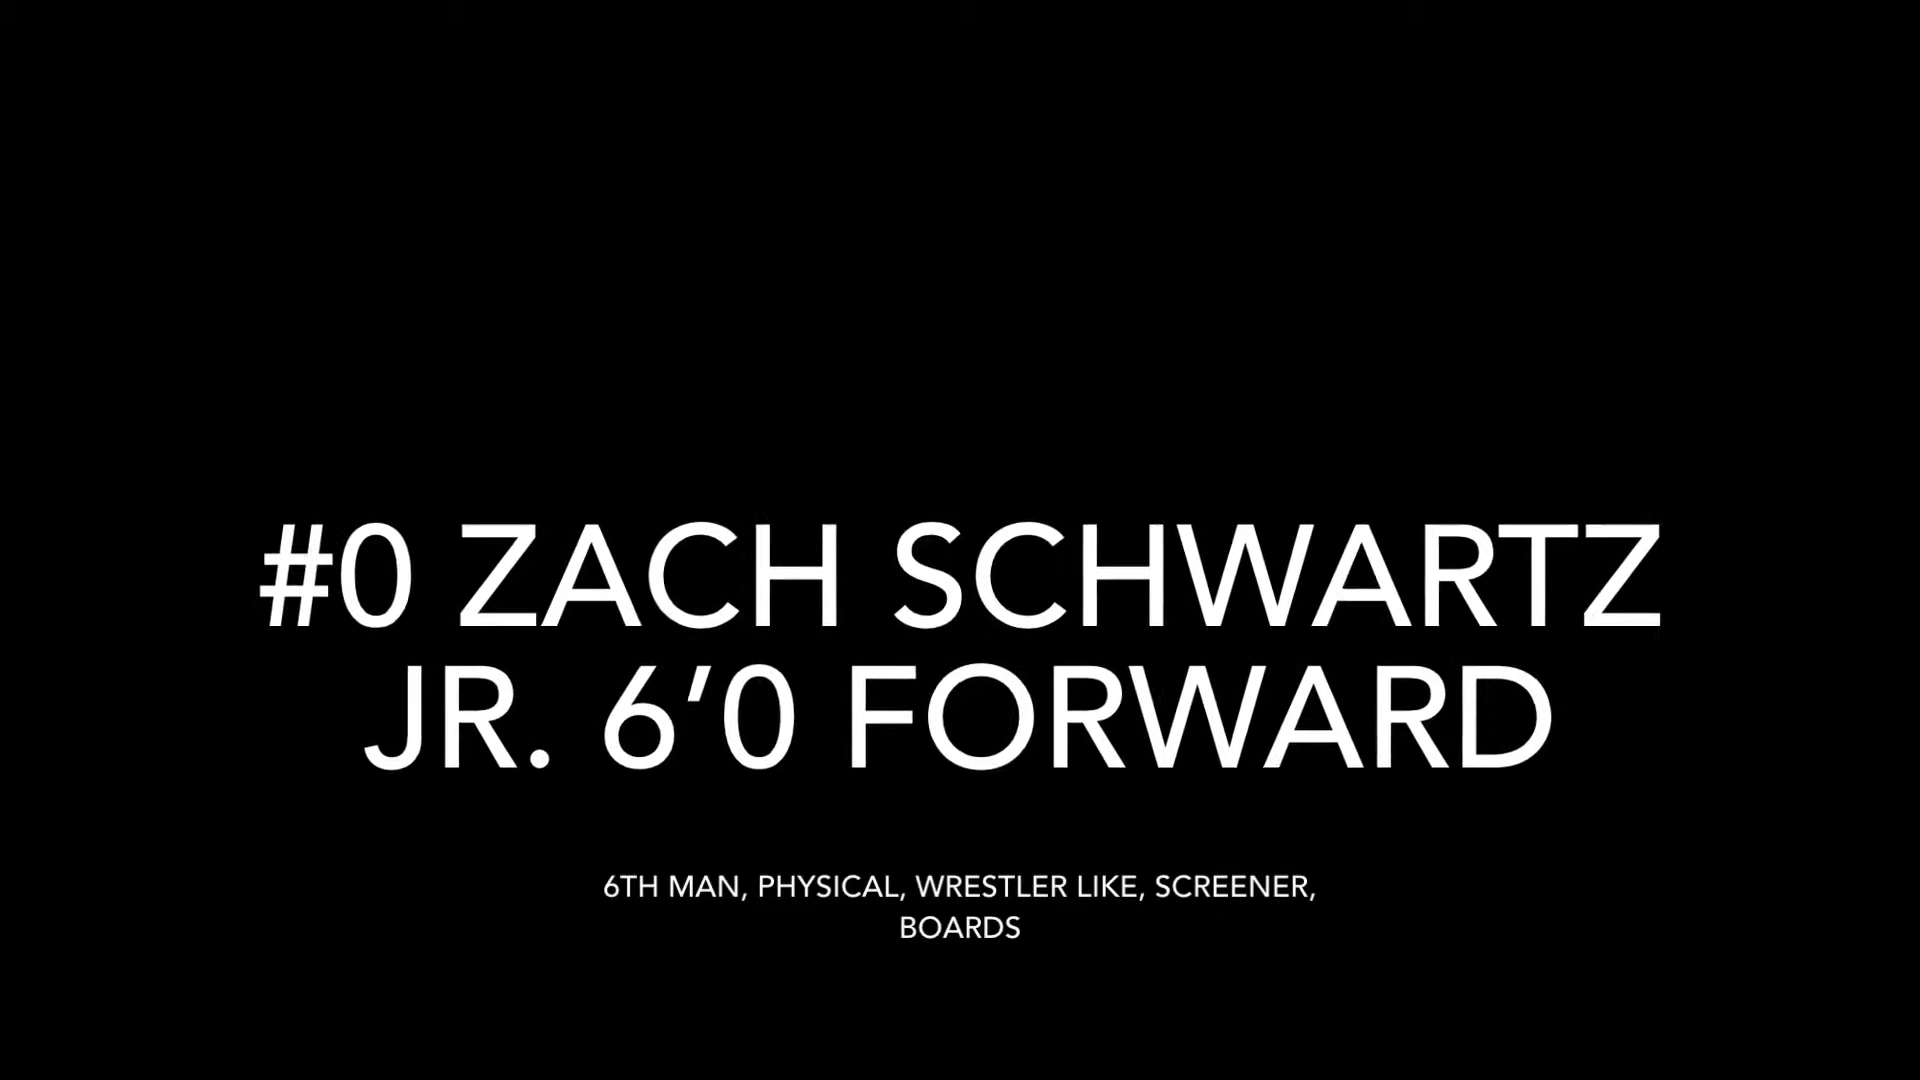 #0 ZACH SCHWARTZ
JR. 6’0 FORWARD
6TH MAN, PHYSICAL, WRESTLER LIKE, SCREENER,
BOARDS